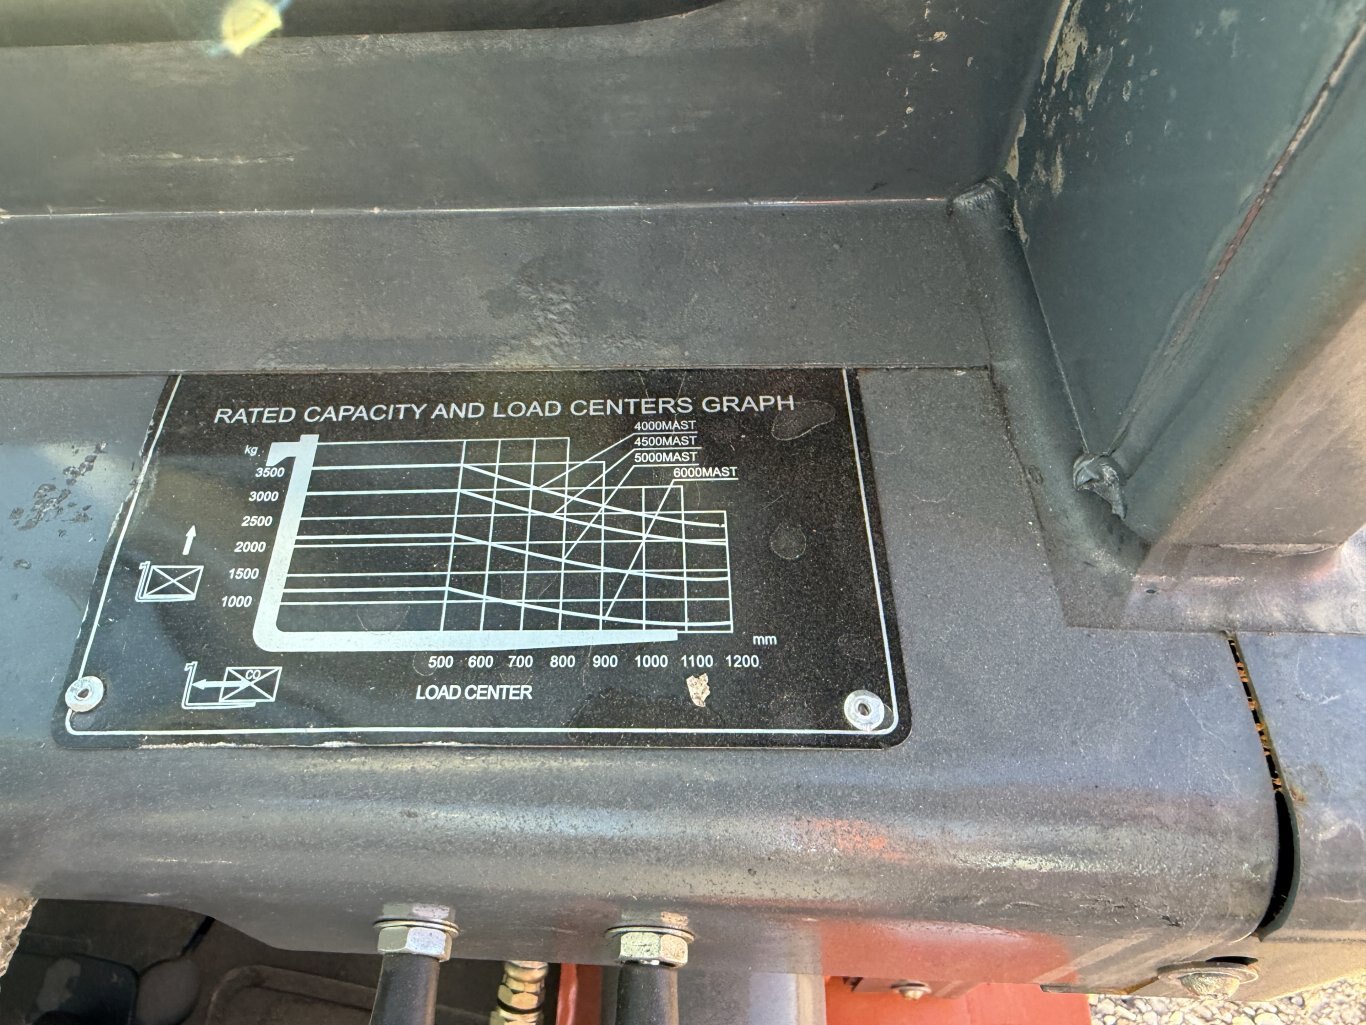 RATED CAPACITY AND LOAD CENTERS GRAPH
kg
4000MAST
4500MAST
5000MAST
6000MAST
3500
3000
2500
2000
1500
1000
mm
500 600 700 800 900 1000 1100 1200
CO
LOAD CENTER